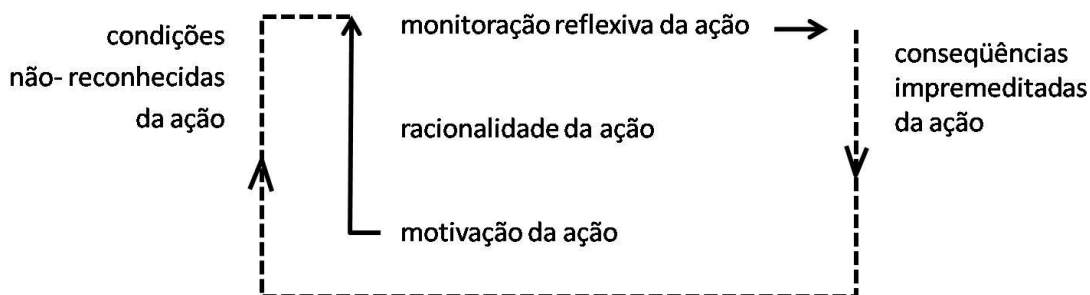 condições
não- reconhecidas
da ação
monitoração reflexiva da ação
racionalidade da ação
motivação da ação
conseqüências
impremeditadas
da ação